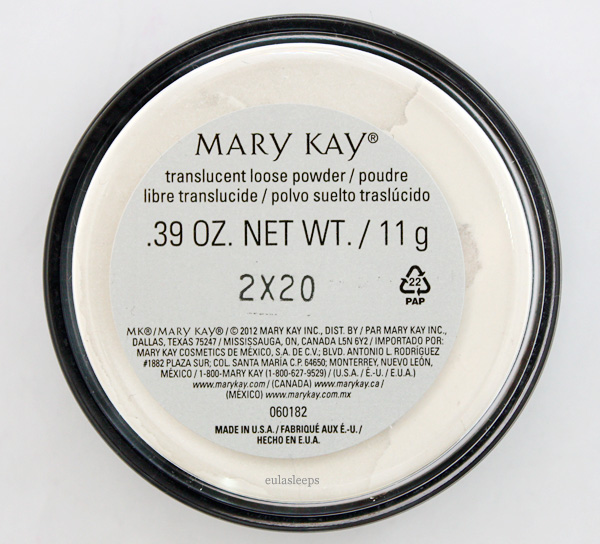 MARY KAY®
translucent loose powder / poudre
libre translucide / polvo suelto traslúcido
.39 OZ. NET WT. / 11 g
2X20
22
PAP
MK®/MARY KAY® / © 2012 MARY KAY INC., DIST. BY / PAR MARY KAY INC.,
DALLAS, TEXAS 75247 / MISSISSAUGA, ON, CANADA L5N 6Y2 / IMPORTADO POR:
MARY KAY COSMETICS DE MÉXICO, S.A. DE C.V.; BLVD. ANTONIO L. RODRÍGUEZ
#1882 PLAZA SUR; COL. SANTA MARÍA C.P. 64650; MONTERREY, NUEVO LEÓN,
MÉXICO / 1-800-MARY KAY (1-800-627-9529) / (U.S.A. / É.-U. / E.U.A.)
www.marykay.com / (CANADA) www.marykay.ca /
(MÉXICO) www.marykay.com.mx
060182
MADE IN U.S.A. / FABRIQUÉ AUX É.-U. /
HECHO EN E.U.A.
eulasleeps